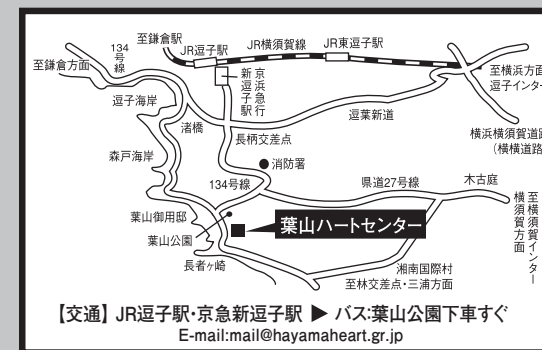 至鎌倉駅
134号線
JR逗子駅
JR横須賀線
JR東逗子駅
至鎌倉方面
至横浜方面
逗子インター
京浜急行
新逗子駅
逗子海岸
渚橋
逗葉新道
横浜横須賀道路
(横横道路)
長柄交差点
森戸海岸
消防署
134号線
県道27号線
木古庭
至横須賀インター
横須賀方面
葉山御用邸
葉山公園
葉山ハートセンター
長者ヶ崎
湘南国際村
至林交差点・三浦方面
【交通】JR逗子駅・京急新逗子駅 ▶ バス:葉山公園下車すぐ
E-mail:mail@hayamaheart.gr.jp